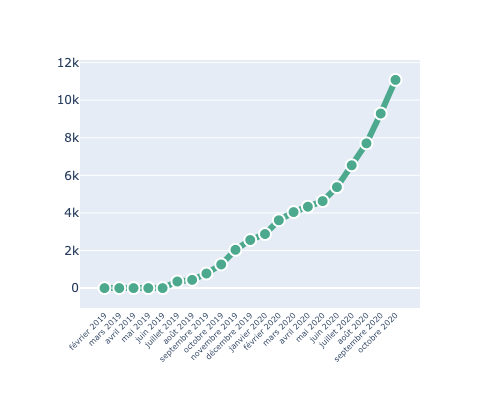 12k
10k
8k
6k
4k
2k
0
février 2019
mars 2019
avril 2019
mai 2019
juin 2019
juillet 2019
août 2019
septembre 2019
octobre 2019
novembre 2019
décembre 2019
janvier 2020
février 2020
mars 2020
avril 2020
mai 2020
juin 2020
juillet 2020
août 2020
septembre 2020
octobre 2020